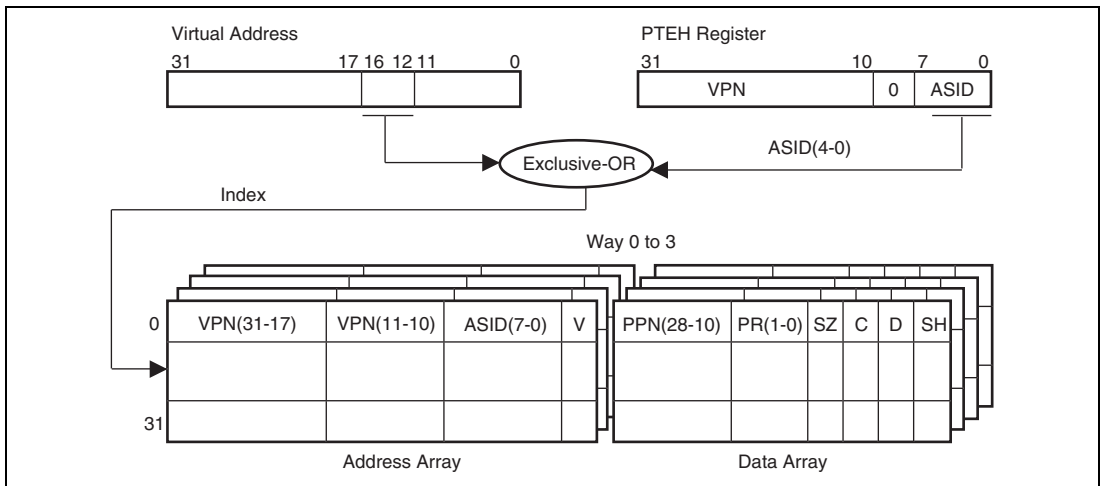 Virtual Address
PTEH Register
31 17 16 12 11 0
31 10 7 0
VPN 0 ASID
ASID(4-0)
Exclusive-OR
Index
Way 0 to 3
0 VPN(31-17) VPN(11-10) ASID(7-0) V PPN(28-10) PR(1-0) SZ C D SH
31
Address Array
Data Array